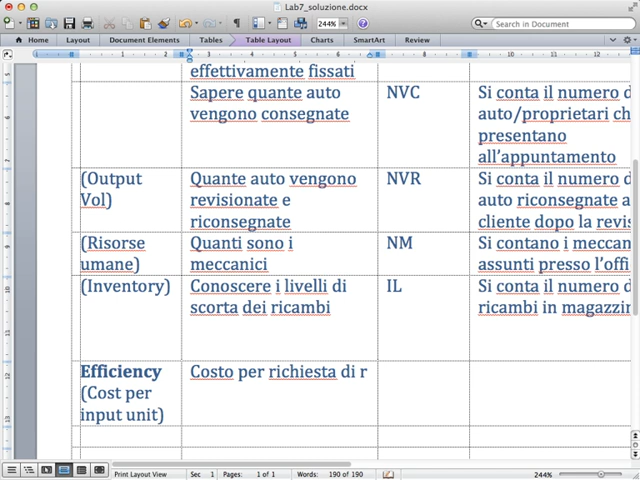 Lab7_soluzione.docx
244%
Search in Document
Home Layout Document Elements Tables Table Layout Charts SmartArt Review
effettivamente fissati
Sapere quante auto
vengono consegnate
NVC
Si conta il numero d
auto/proprietari ch
presentano
all'appuntamento
(Output
Vol)
Quante auto vengono
revisionate e
riconsegnate
NVR
Si conta il numero d
auto riconsegnate a
cliente dopo la revis
(Risorse
umane)
Quanti sono i
meccanici
NM
Si contano i meccan
assunti presso l'offi
(Inventory)
Conoscere i livelli di
scorta dei ricambi
IL
Si conta il numero d
ricambi in magazzin
Efficiency
(Cost per
input unit)
Costo per richiesta di r
Print Layout View Sec 1 Pages: 1 of 1 Words: 190 of 190 244%